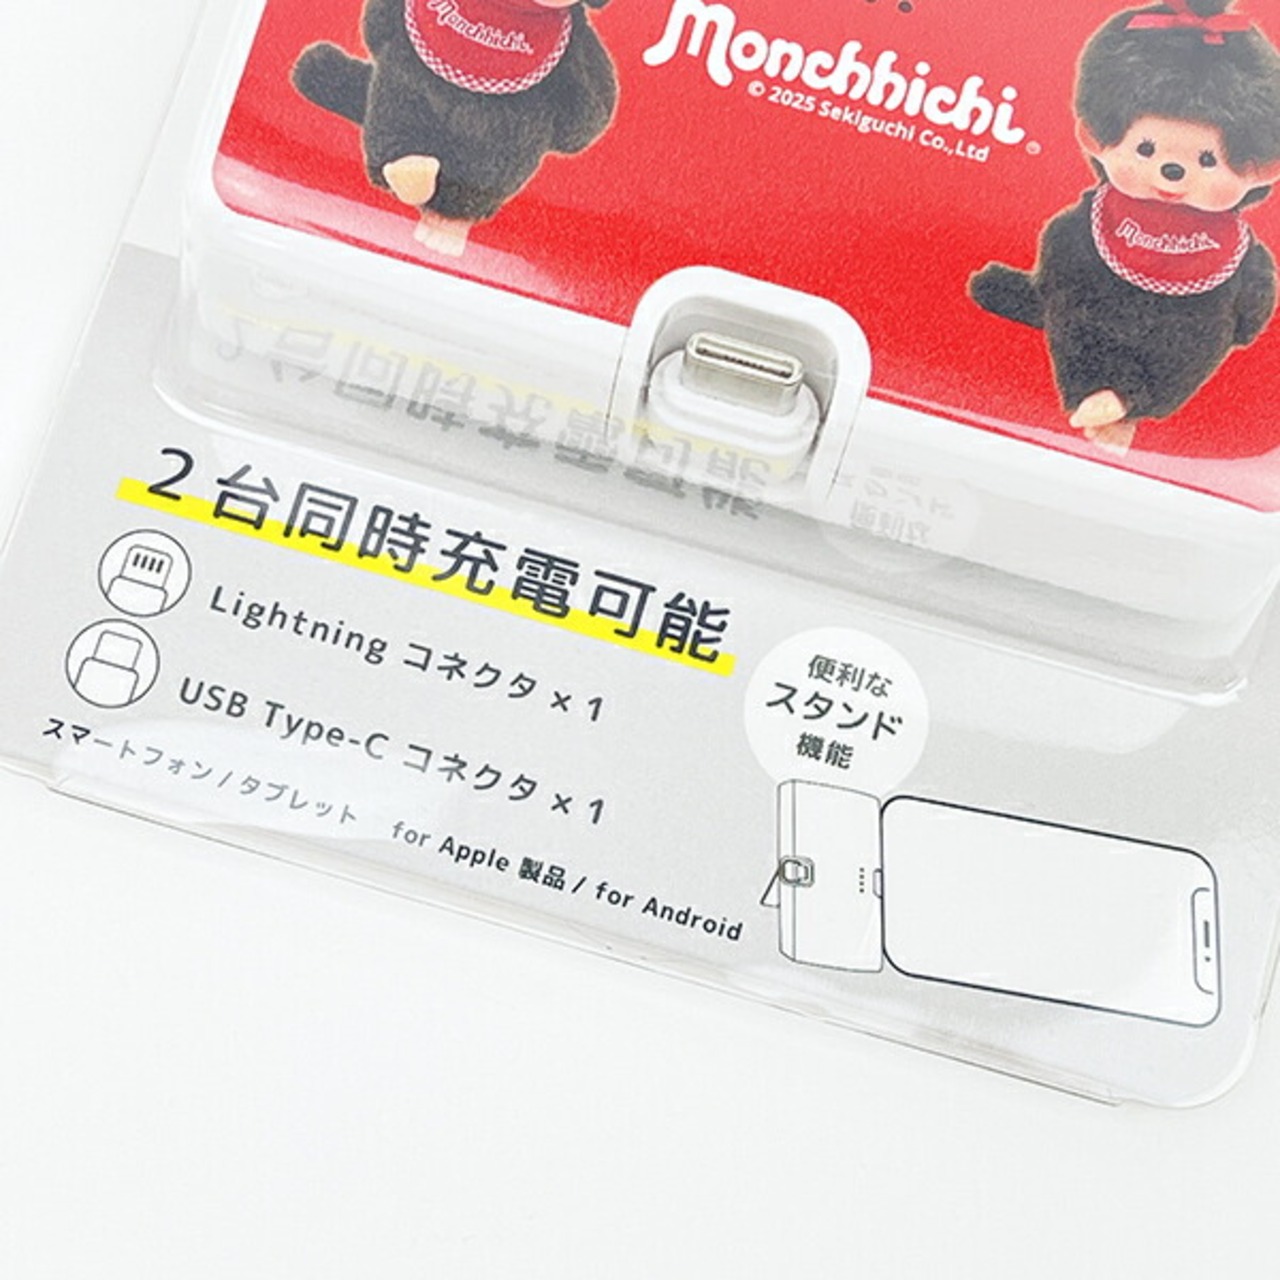 Monchhichi.
Monchhichi®
© 2025 Sekiguchi Co.,Ltd
Monchhichi.
2台同時充電可能
Lightning コネクタ × 1
USB Type-C コネクタ × 1
スマートフォン / タブレット for Apple 製品 / for Android
便利な
スタンド
機能